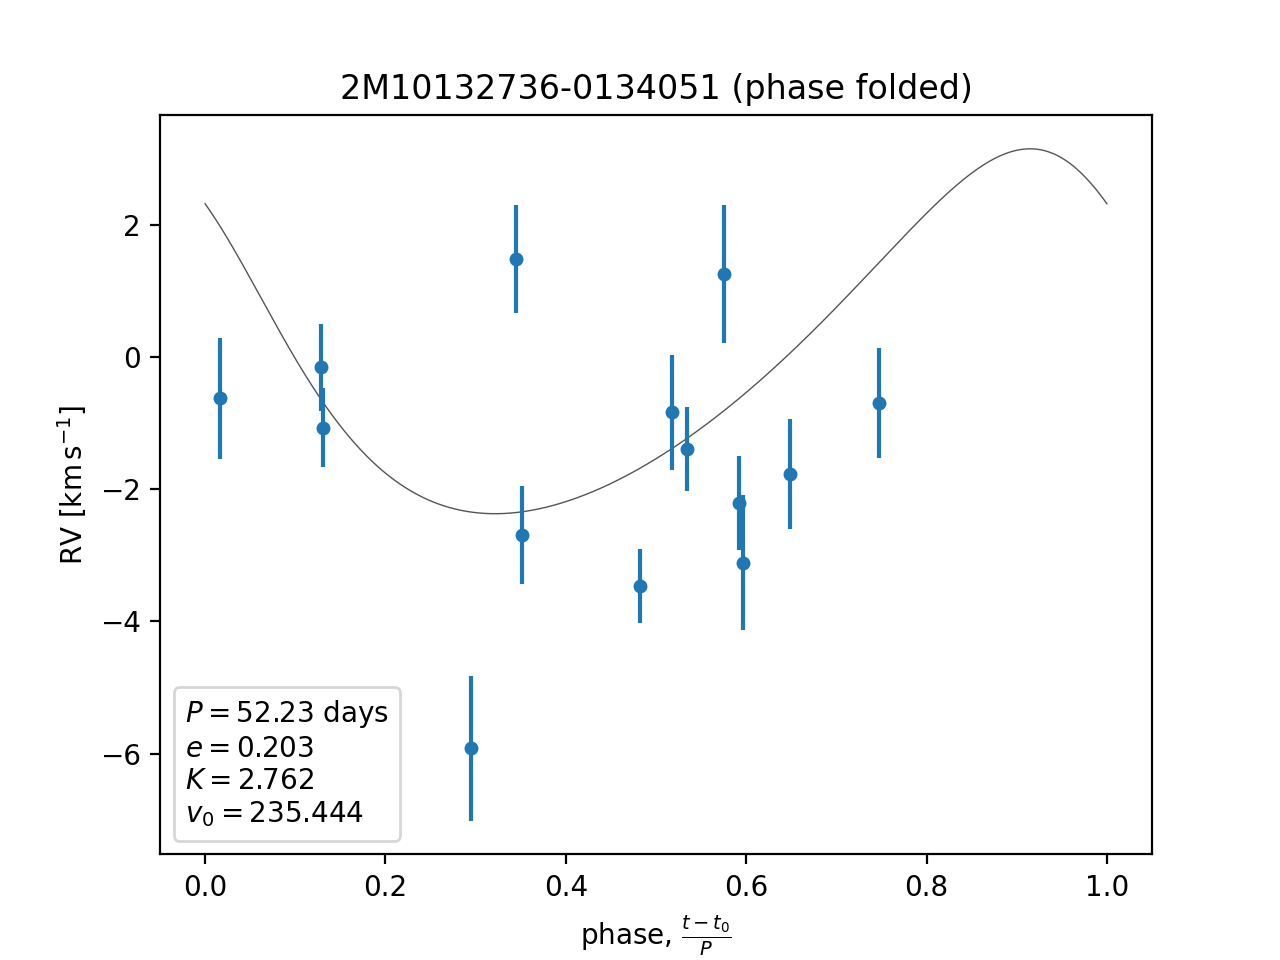 2M10132736-0134051 (phase folded)
RV [km s⁻¹]
2
0
−2
−4
−6
P = 52.23 days
e = 0.203
K = 2.762
v₀ = 235.444
0.0 0.2 0.4 0.6 0.8 1.0
phase, (t − t₀)/P